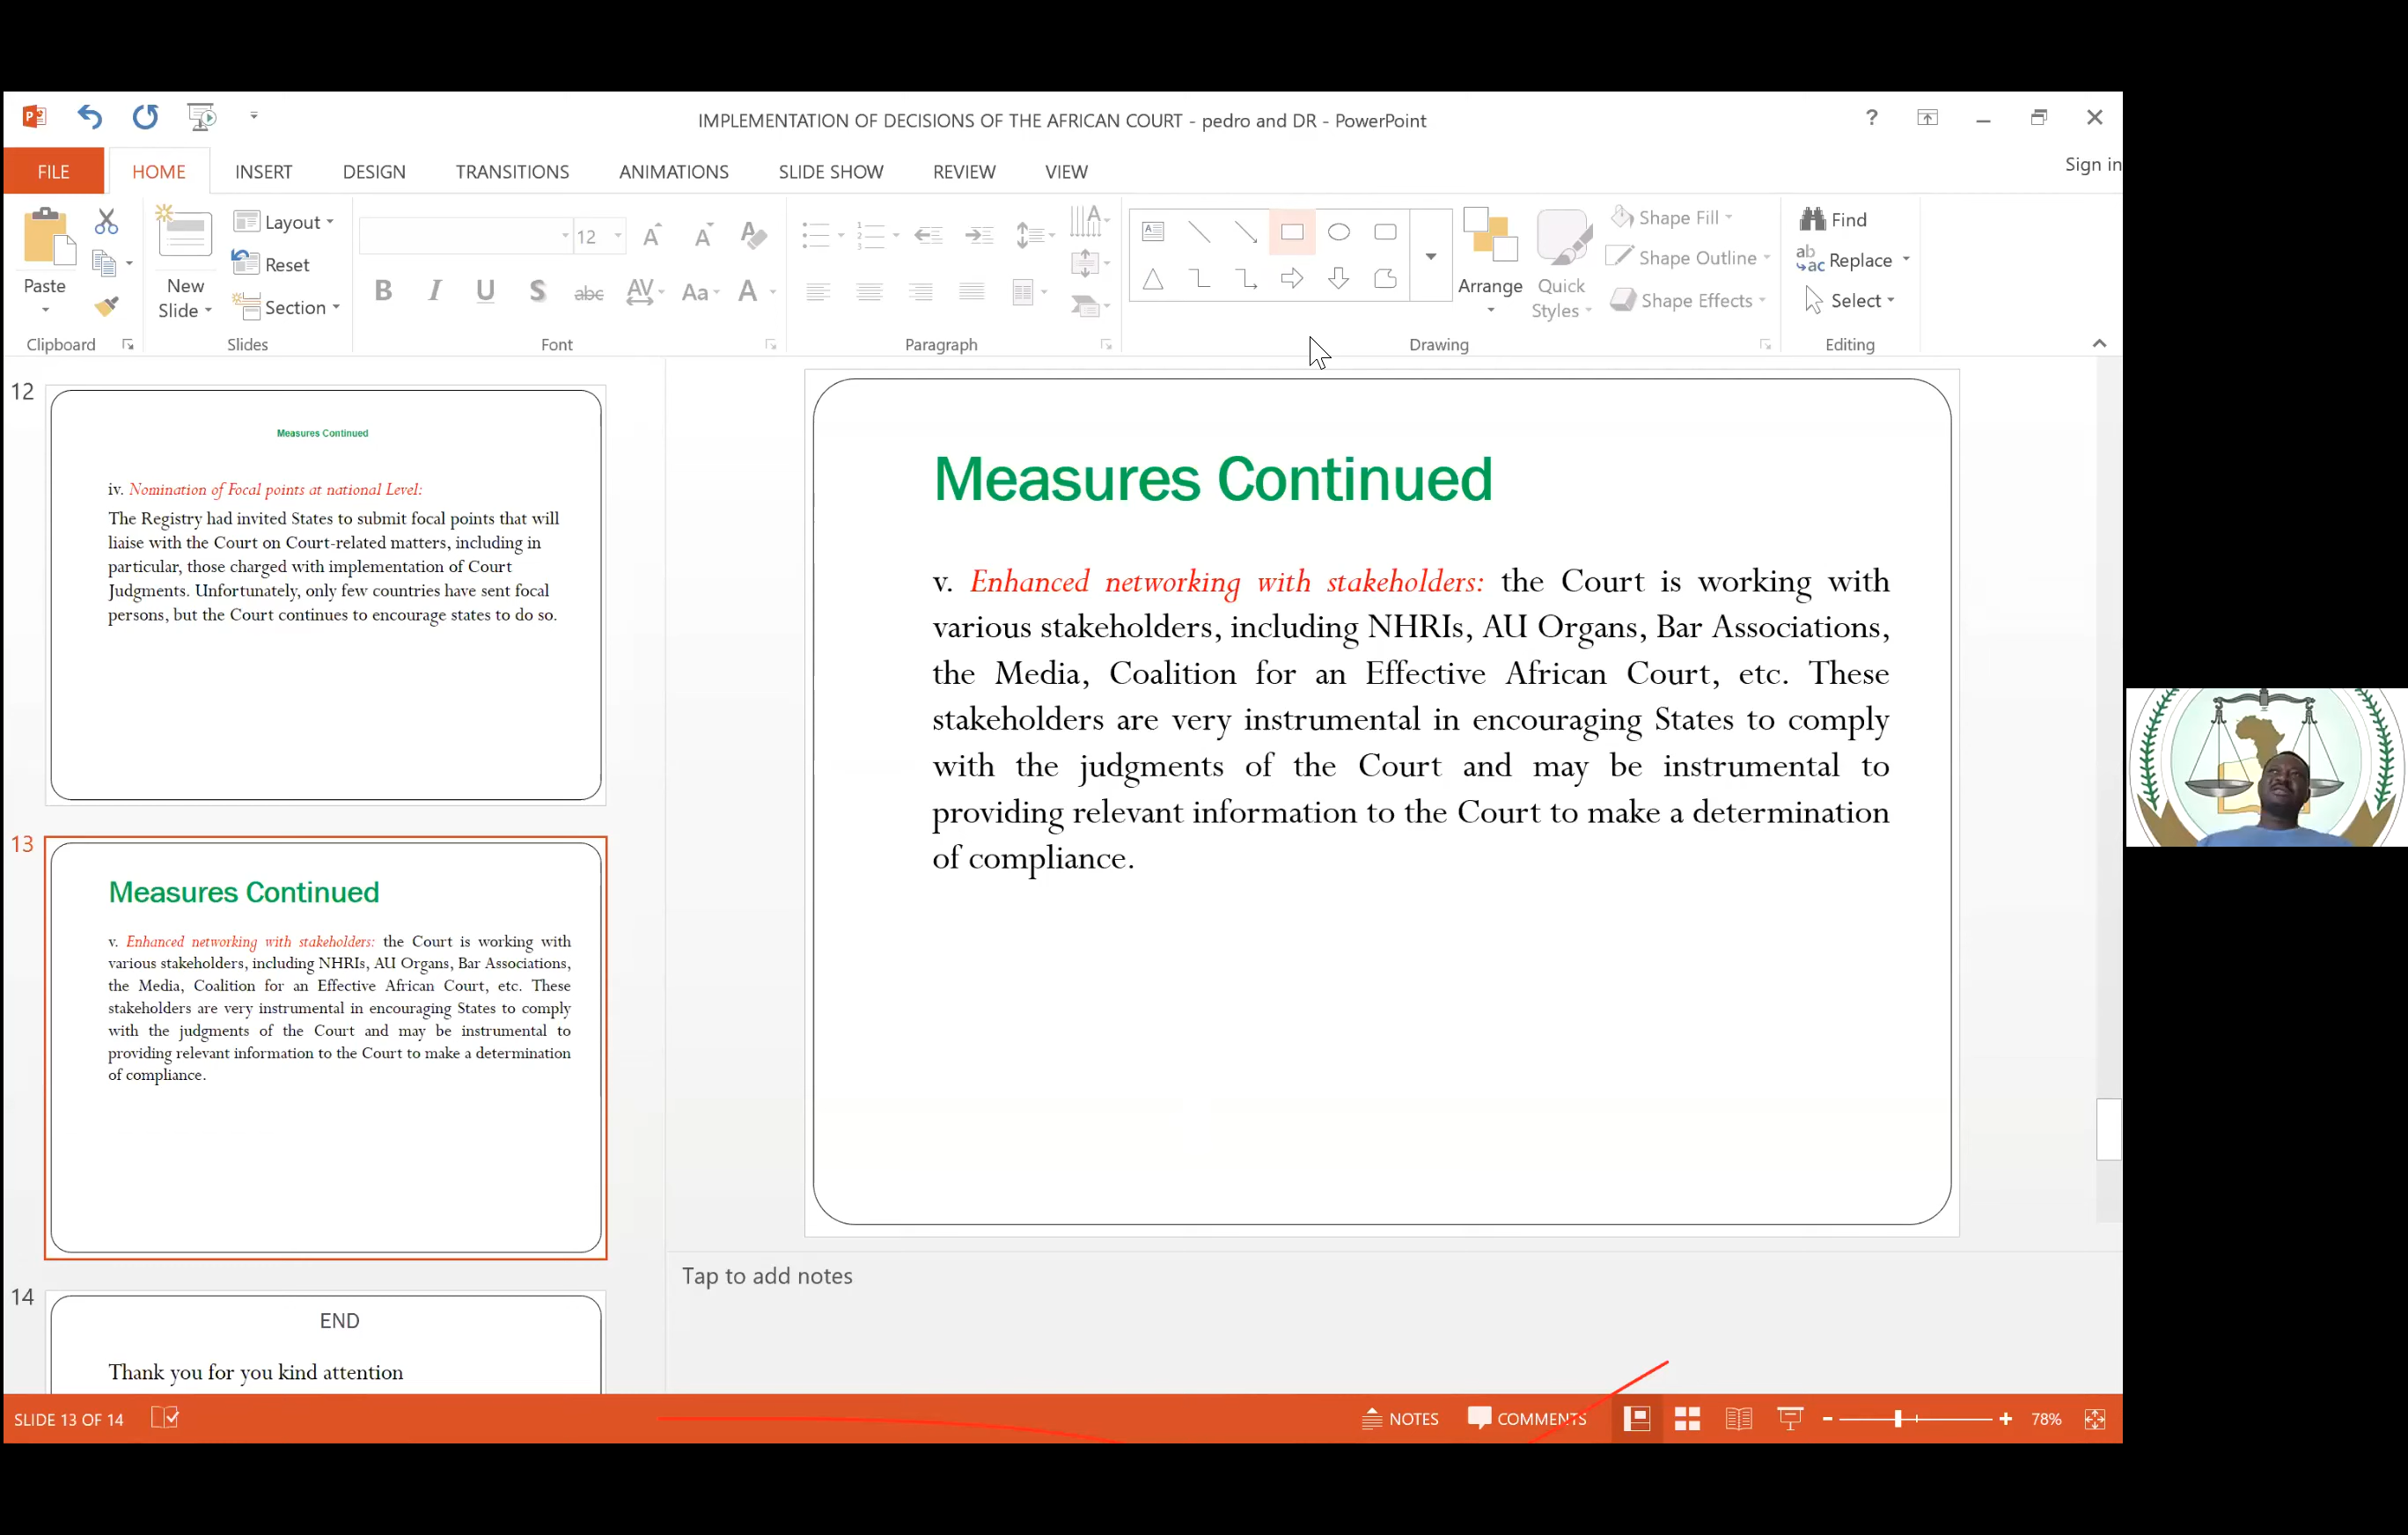 IMPLEMENTATION OF DECISIONS OF THE AFRICAN COURT - pedro and DR - PowerPoint
?
Sign in
FILE
HOME
INSERT
DESIGN
TRANSITIONS
ANIMATIONS
SLIDE SHOW
REVIEW
VIEW
Paste
Clipboard
New
Slide
Layout
Reset
Section
Slides
12
B I U S abc AV Aa A
Font
Paragraph
Arrange
Quick
Styles
Shape Fill
Shape Outline
Shape Effects
Drawing
Find
Replace
Select
Editing
12
Measures Continued
iv. Nomination of Focal points at national Level:
The Registry had invited States to submit focal points that will
liaise with the Court on Court-related matters, including in
particular, those charged with implementation of Court
Judgments. Unfortunately, only few countries have sent focal
persons, but the Court continues to encourage states to do so.
13
Measures Continued
v. Enhanced networking with stakeholders: the Court is working with
various stakeholders, including NHRIs, AU Organs, Bar Associations,
the Media, Coalition for an Effective African Court, etc. These
stakeholders are very instrumental in encouraging States to comply
with the judgments of the Court and may be instrumental to
providing relevant information to the Court to make a determination
of compliance.
14
END
Thank you for you kind attention
Measures Continued
v. Enhanced networking with stakeholders: the Court is working with
various stakeholders, including NHRIs, AU Organs, Bar Associations,
the Media, Coalition for an Effective African Court, etc. These
stakeholders are very instrumental in encouraging States to comply
with the judgments of the Court and may be instrumental to
providing relevant information to the Court to make a determination
of compliance.
Tap to add notes
SLIDE 13 OF 14
NOTES
COMMENTS
78%